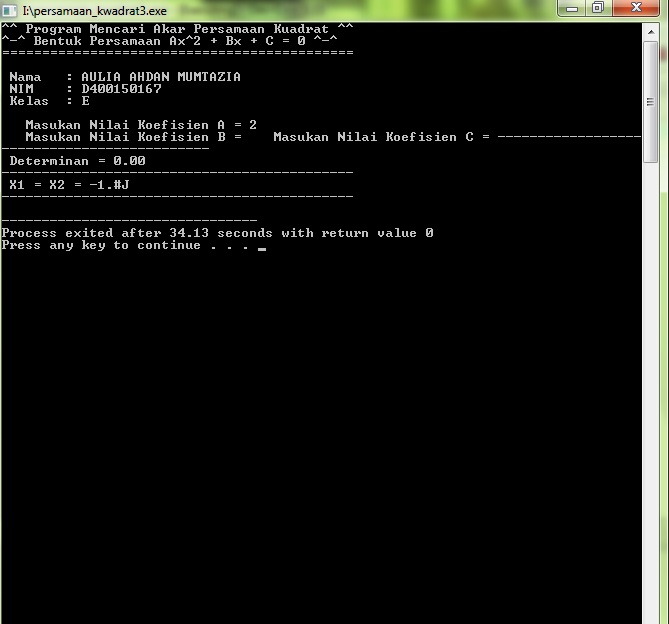 I:\persamaan_kwadrat3.exe
^^ Program Mencari Akar Persamaan Kuadrat ^^
^-^ Bentuk Persamaan Ax^2 + Bx + C = 0 ^-^
============================================
Nama   : AULIA AHDAN MUMTAZIA
NIM    : D400150167
Kelas  : E
Masukan Nilai Koefisien A = 2
Masukan Nilai Koefisien B =    Masukan Nilai Koefisien C = ------------------
--------------------------
Determinan = 0.00
--------------------------------------------
X1 = X2 = -1.#J
--------------------------------------------
--------------------------------
Process exited after 34.13 seconds with return value 0
Press any key to continue . . . _